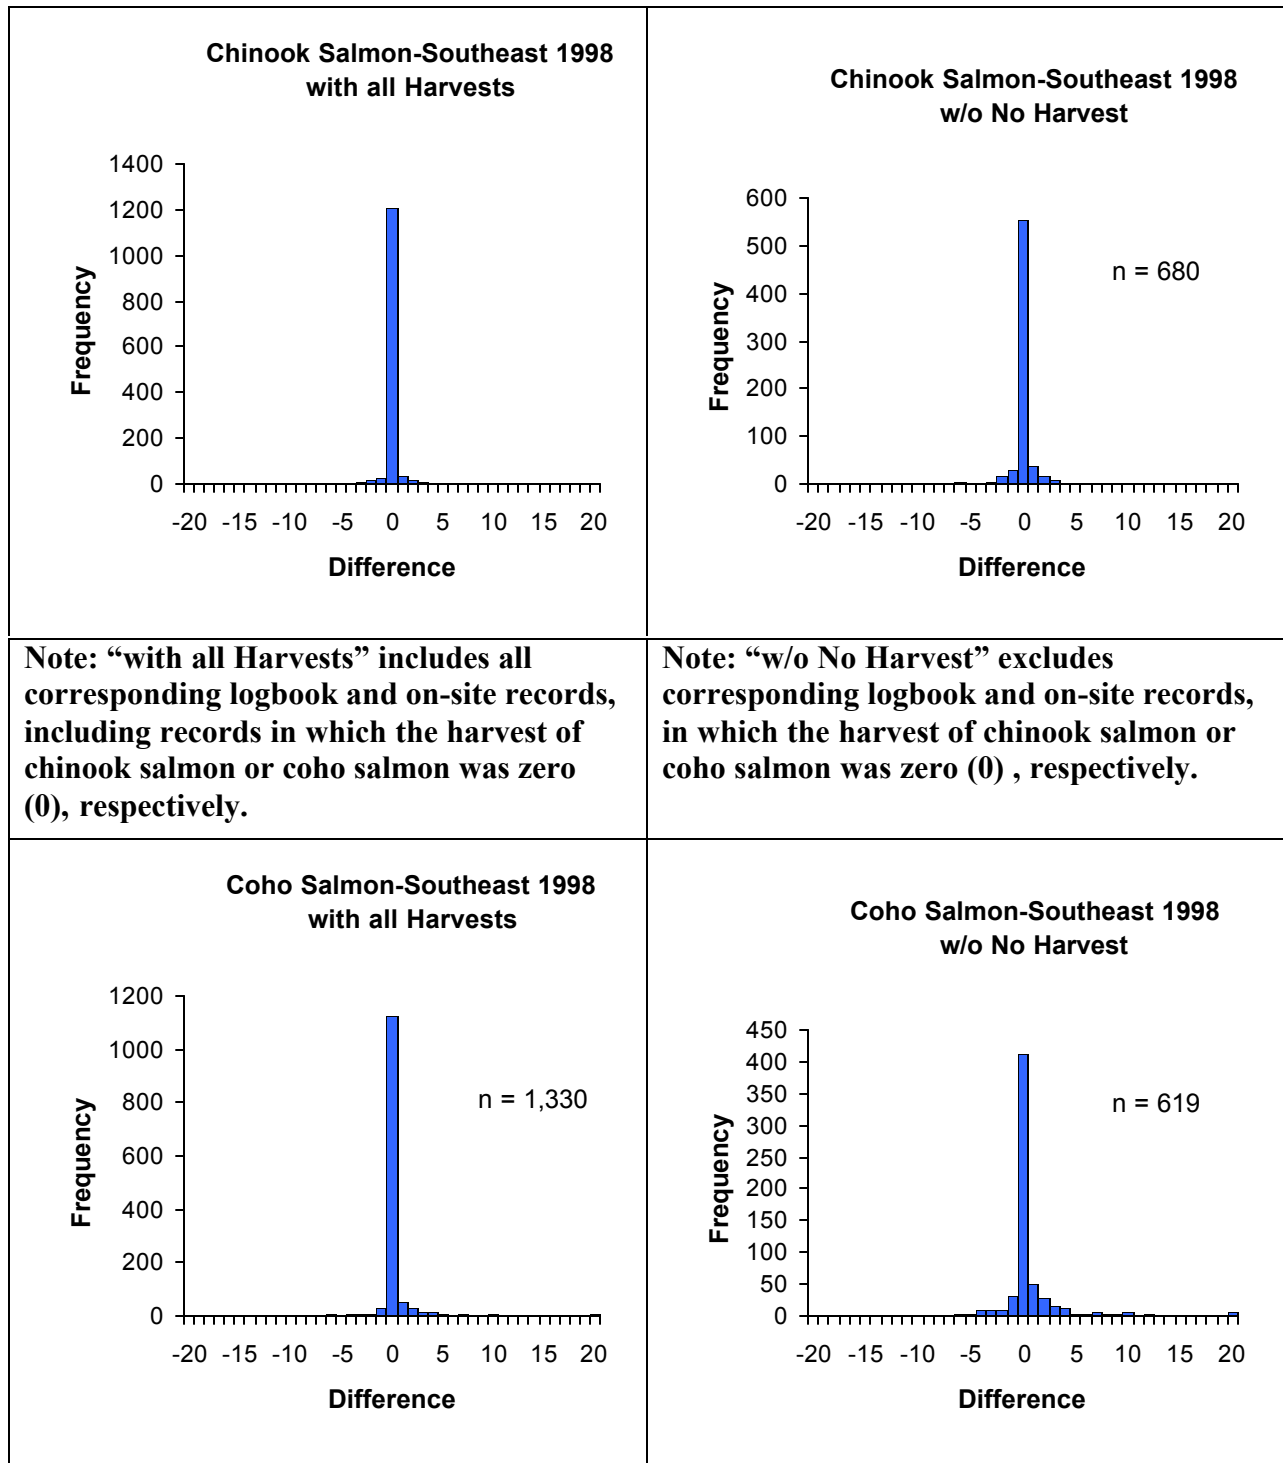 Chinook Salmon-Southeast 1998
with all Harvests
1400
1200
1000
800
600
400
200
0
Frequency
-20 -15 -10 -5 0 5 10 15 20
Difference
Chinook Salmon-Southeast 1998
w/o No Harvest
600
500
400
300
200
100
0
Frequency
n = 680
-20 -15 -10 -5 0 5 10 15 20
Difference
Note: “with all Harvests” includes all
corresponding logbook and on-site records,
including records in which the harvest of
chinook salmon or coho salmon was zero
(0), respectively.
Note: “w/o No Harvest” excludes
corresponding logbook and on-site records,
in which the harvest of chinook salmon or
coho salmon was zero (0) , respectively.
Coho Salmon-Southeast 1998
with all Harvests
1200
1000
800
600
400
200
0
Frequency
n = 1,330
-20 -15 -10 -5 0 5 10 15 20
Difference
Coho Salmon-Southeast 1998
w/o No Harvest
450
400
350
300
250
200
150
100
50
0
Frequency
n = 619
-20 -15 -10 -5 0 5 10 15 20
Difference